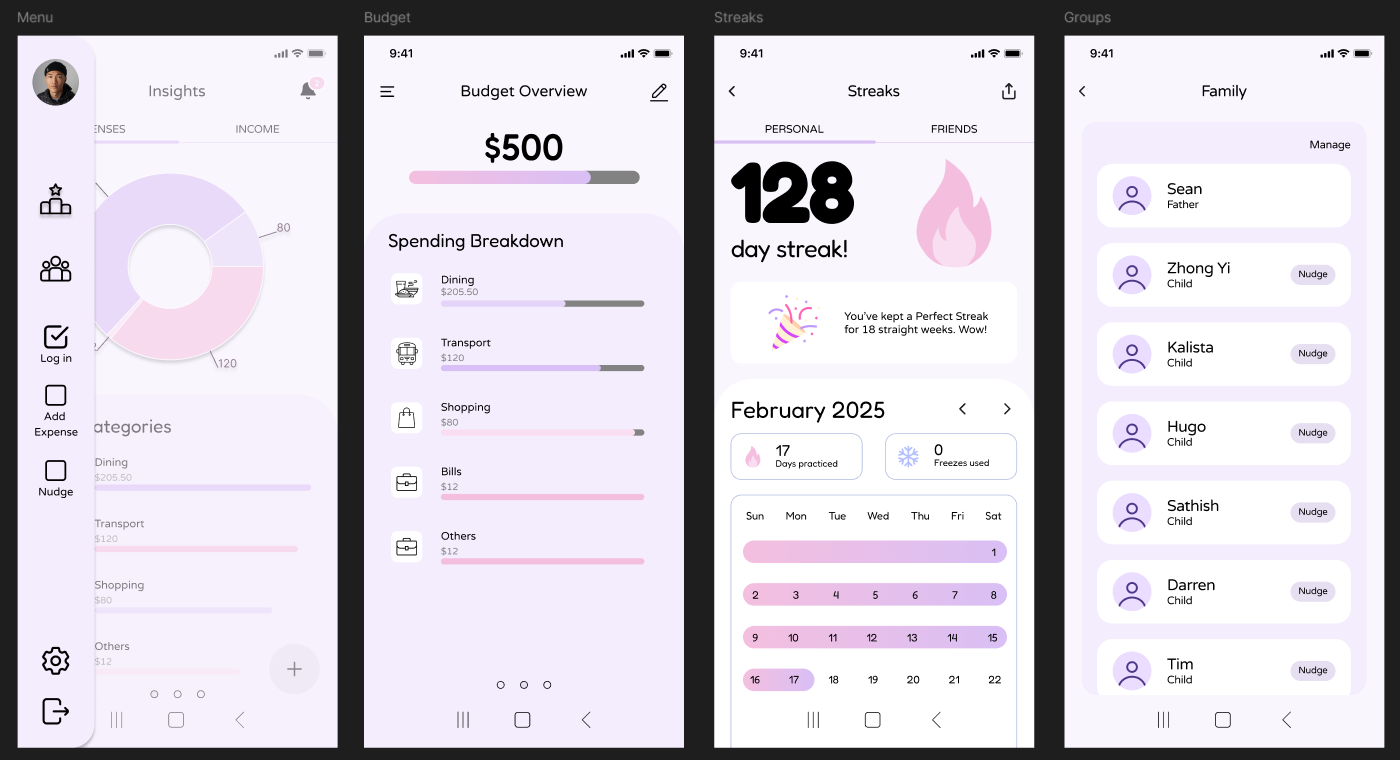 Menu
Insights
2
ENSES
INCOME
80
120
Log in
Add
Expense
Nudge
ategories
Dining
$205.50
Transport
$120
Shopping
$80
Others
$12
Budget
9:41
Budget Overview
$500
Spending Breakdown
Dining
$205.50
Transport
$120
Shopping
$80
Bills
$12
Others
$12
Streaks
9:41
Streaks
PERSONAL
FRIENDS
128
day streak!
You've kept a Perfect Streak
for 18 straight weeks. Wow!
February 2025
17
Days practiced
0
Freezes used
Sun Mon Tue Wed Thu Fri Sat
1
2 3 4 5 6 7 8
9 10 11 12 13 14 15
16 17 18 19 20 21 22
Groups
9:41
Family
Manage
Sean
Father
Zhong Yi
Child
Nudge
Kalista
Child
Nudge
Hugo
Child
Nudge
Sathish
Child
Nudge
Darren
Child
Nudge
Tim
Child
Nudge